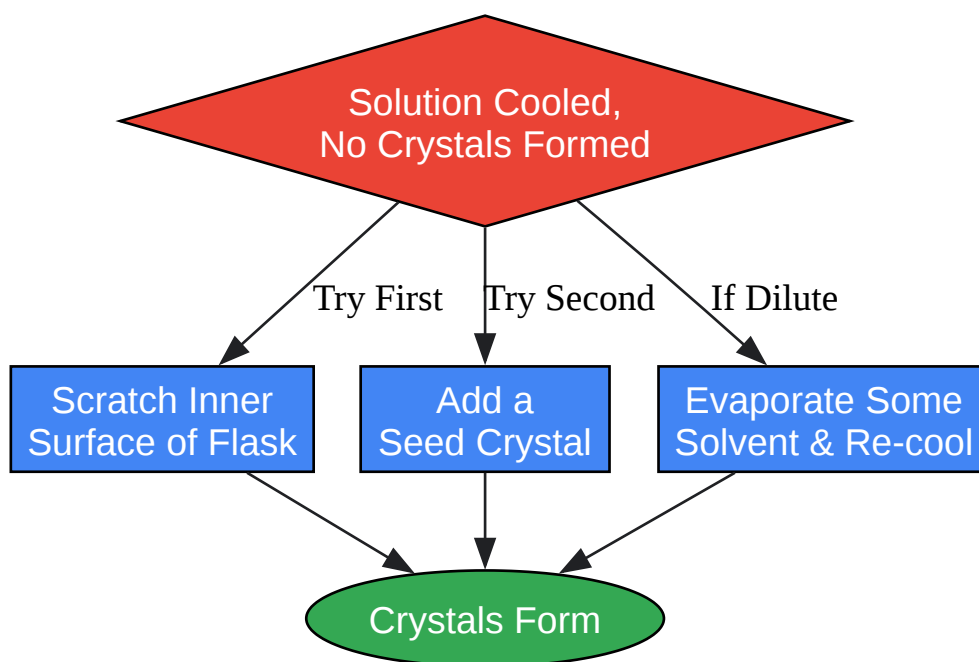 Solution Cooled,
No Crystals Formed
Try First
Try Second
If Dilute
Scratch Inner
Surface of Flask
Add a
Seed Crystal
Evaporate Some
Solvent & Re-cool
Crystals Form